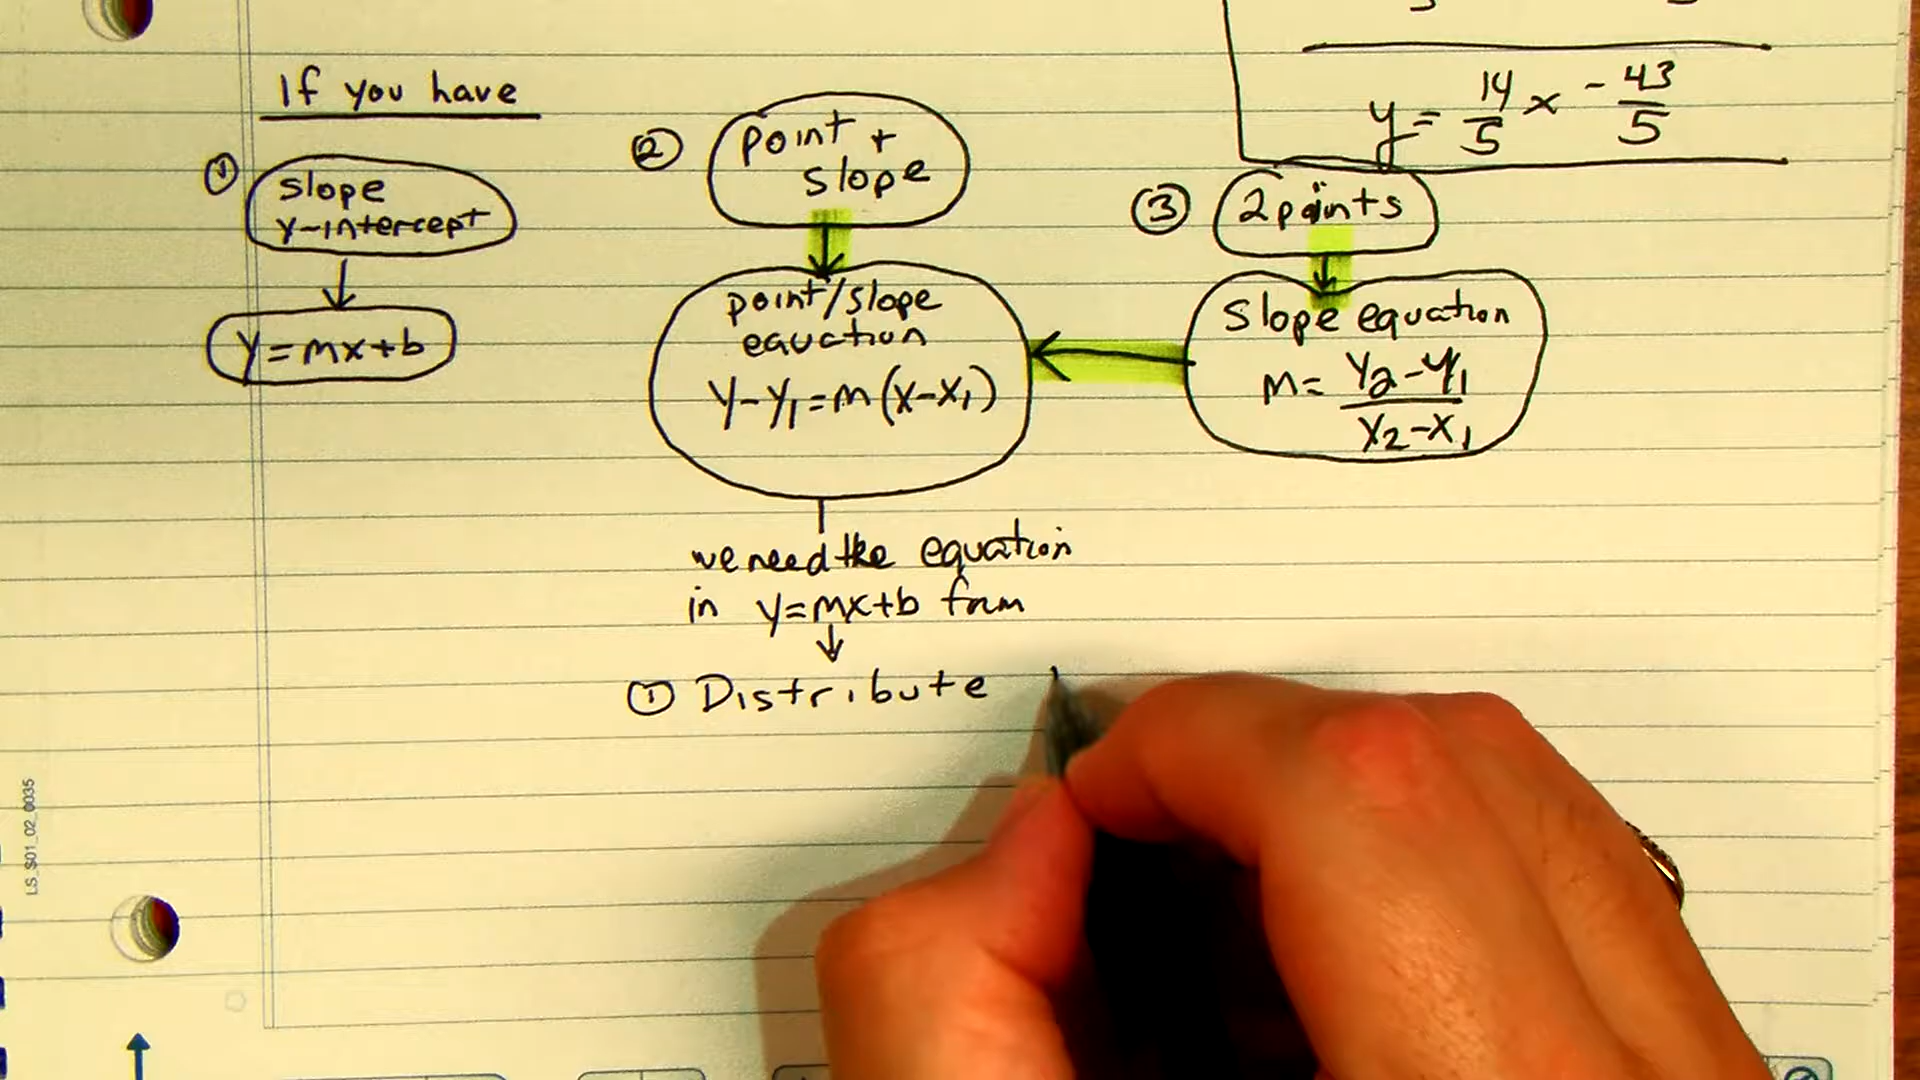 If you have
① slope
y-intercept
y=mx+b
② point +
slope
point/slope
equation
y-y₁=m(x-x₁)
y = 14/5 x - 43/5
③ 2 points
Slope equation
m= y₂-y₁
x₂-x₁
we need the equation
in y=mx+b form
① Distribute
LS_S01_02_0035